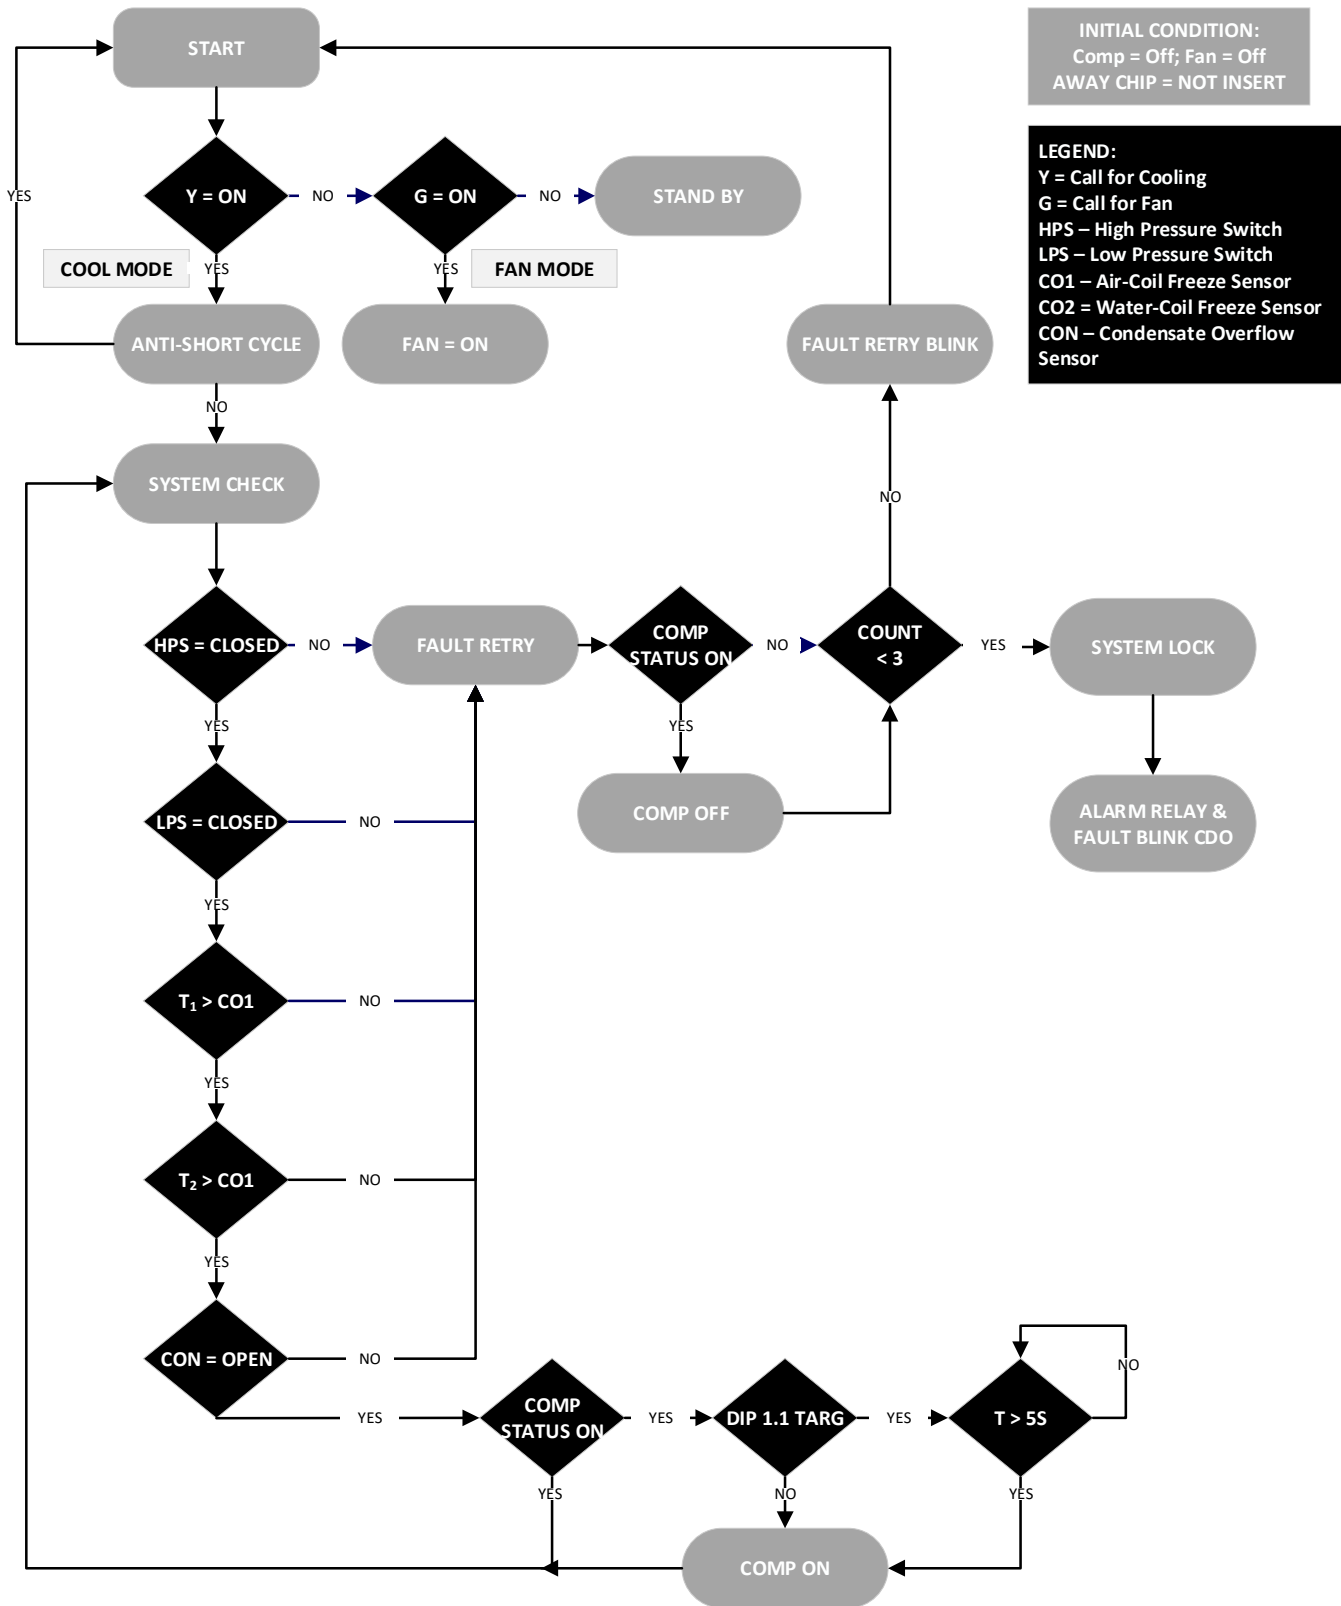 START
INITIAL CONDITION:
Comp = Off; Fan = Off
AWAY CHIP = NOT INSERT
LEGEND:
Y = Call for Cooling
G = Call for Fan
HPS – High Pressure Switch
LPS – Low Pressure Switch
CO1 – Air-Coil Freeze Sensor
CO2 = Water-Coil Freeze Sensor
CON – Condensate Overflow
Sensor
YES
Y = ON
NO
G = ON
NO
STAND BY
COOL MODE
YES
YES
FAN MODE
ANTI-SHORT CYCLE
FAN = ON
FAULT RETRY BLINK
NO
SYSTEM CHECK
NO
HPS = CLOSED
NO
FAULT RETRY
COMP
STATUS ON
NO
COUNT
< 3
YES
SYSTEM LOCK
YES
YES
LPS = CLOSED
NO
COMP OFF
ALARM RELAY &
FAULT BLINK CDO
YES
T₁ > CO1
NO
YES
T₂ > CO1
NO
YES
CON = OPEN
NO
YES
COMP
STATUS ON
YES
DIP 1.1 TARG
YES
T > 5S
NO
YES
NO
YES
COMP ON